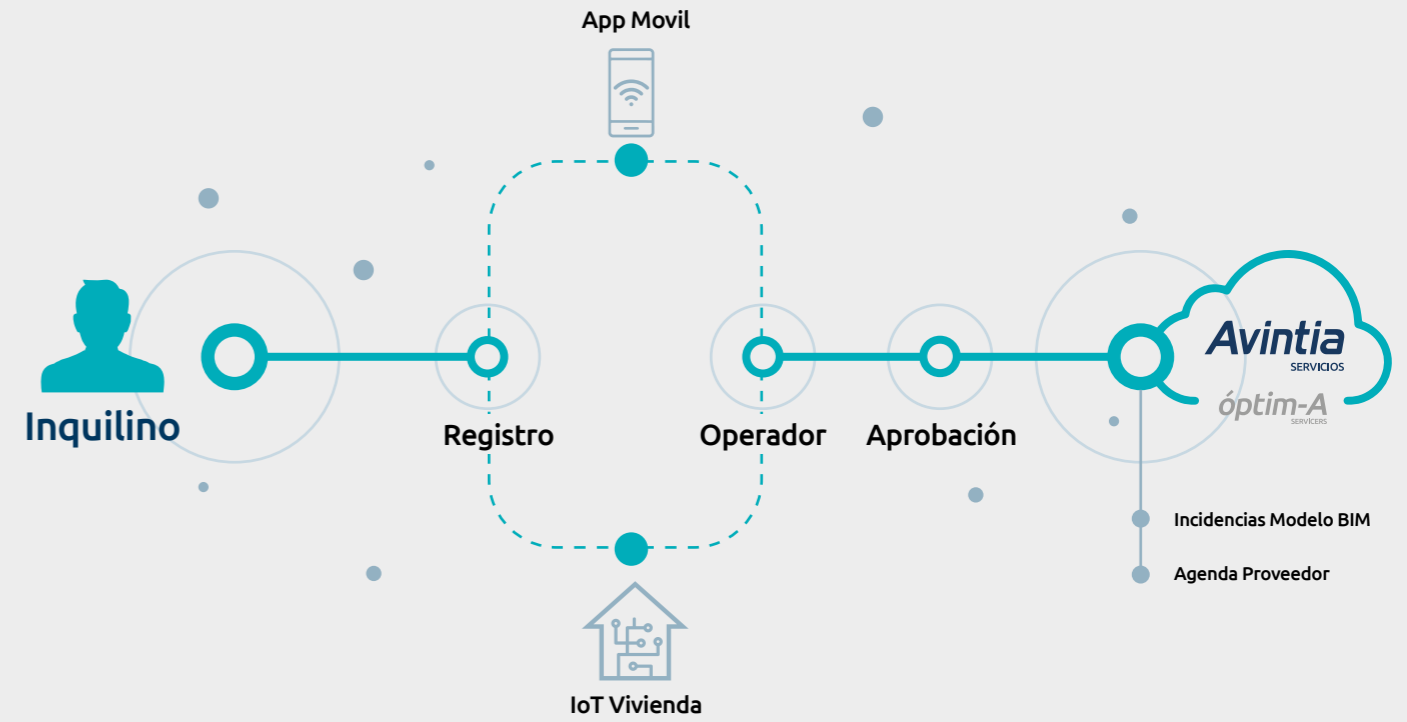 App Movil
Inquilino
Registro
Operador
Aprobación
Avintia
SERVICIOS
óptim-A
SERVICERS
Incidencias Modelo BIM
Agenda Proveedor
IoT Vivienda